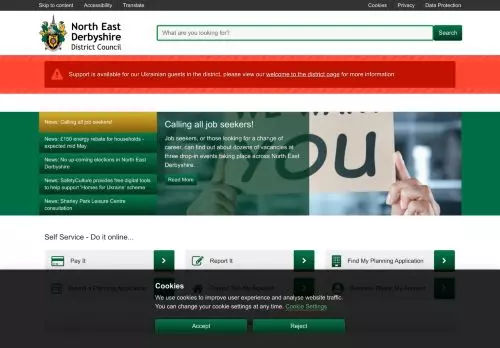 Skip to content Accessibility Translate Cookies Privacy Data Protection
North East
Derbyshire
District Council
What are you looking for? Search
Support is available for our Ukrainian guests in the district, please view our welcome to the district page for more information
News: Calling all job seekers!
News: £150 energy rebate for households -
expected mid May
News: No up-coming elections in North East
Derbyshire
News: SafetyCulture provides free digital tools
to help support 'Homes for Ukraine' scheme
News: Sharley Park Leisure Centre
consultation
Calling all job seekers!
Job seekers, or those looking for a change of
career, can find out about dozens of vacancies at
three drop-in events taking place across North East
Derbyshire....
Read More
YOU
Self Service - Do it online...
Pay It
Report It
Find My Planning Application
Cookies
We use cookies to improve user experience and analyse website traffic.
You can change your cookie settings at any time. Cookie Settings
Accept Reject